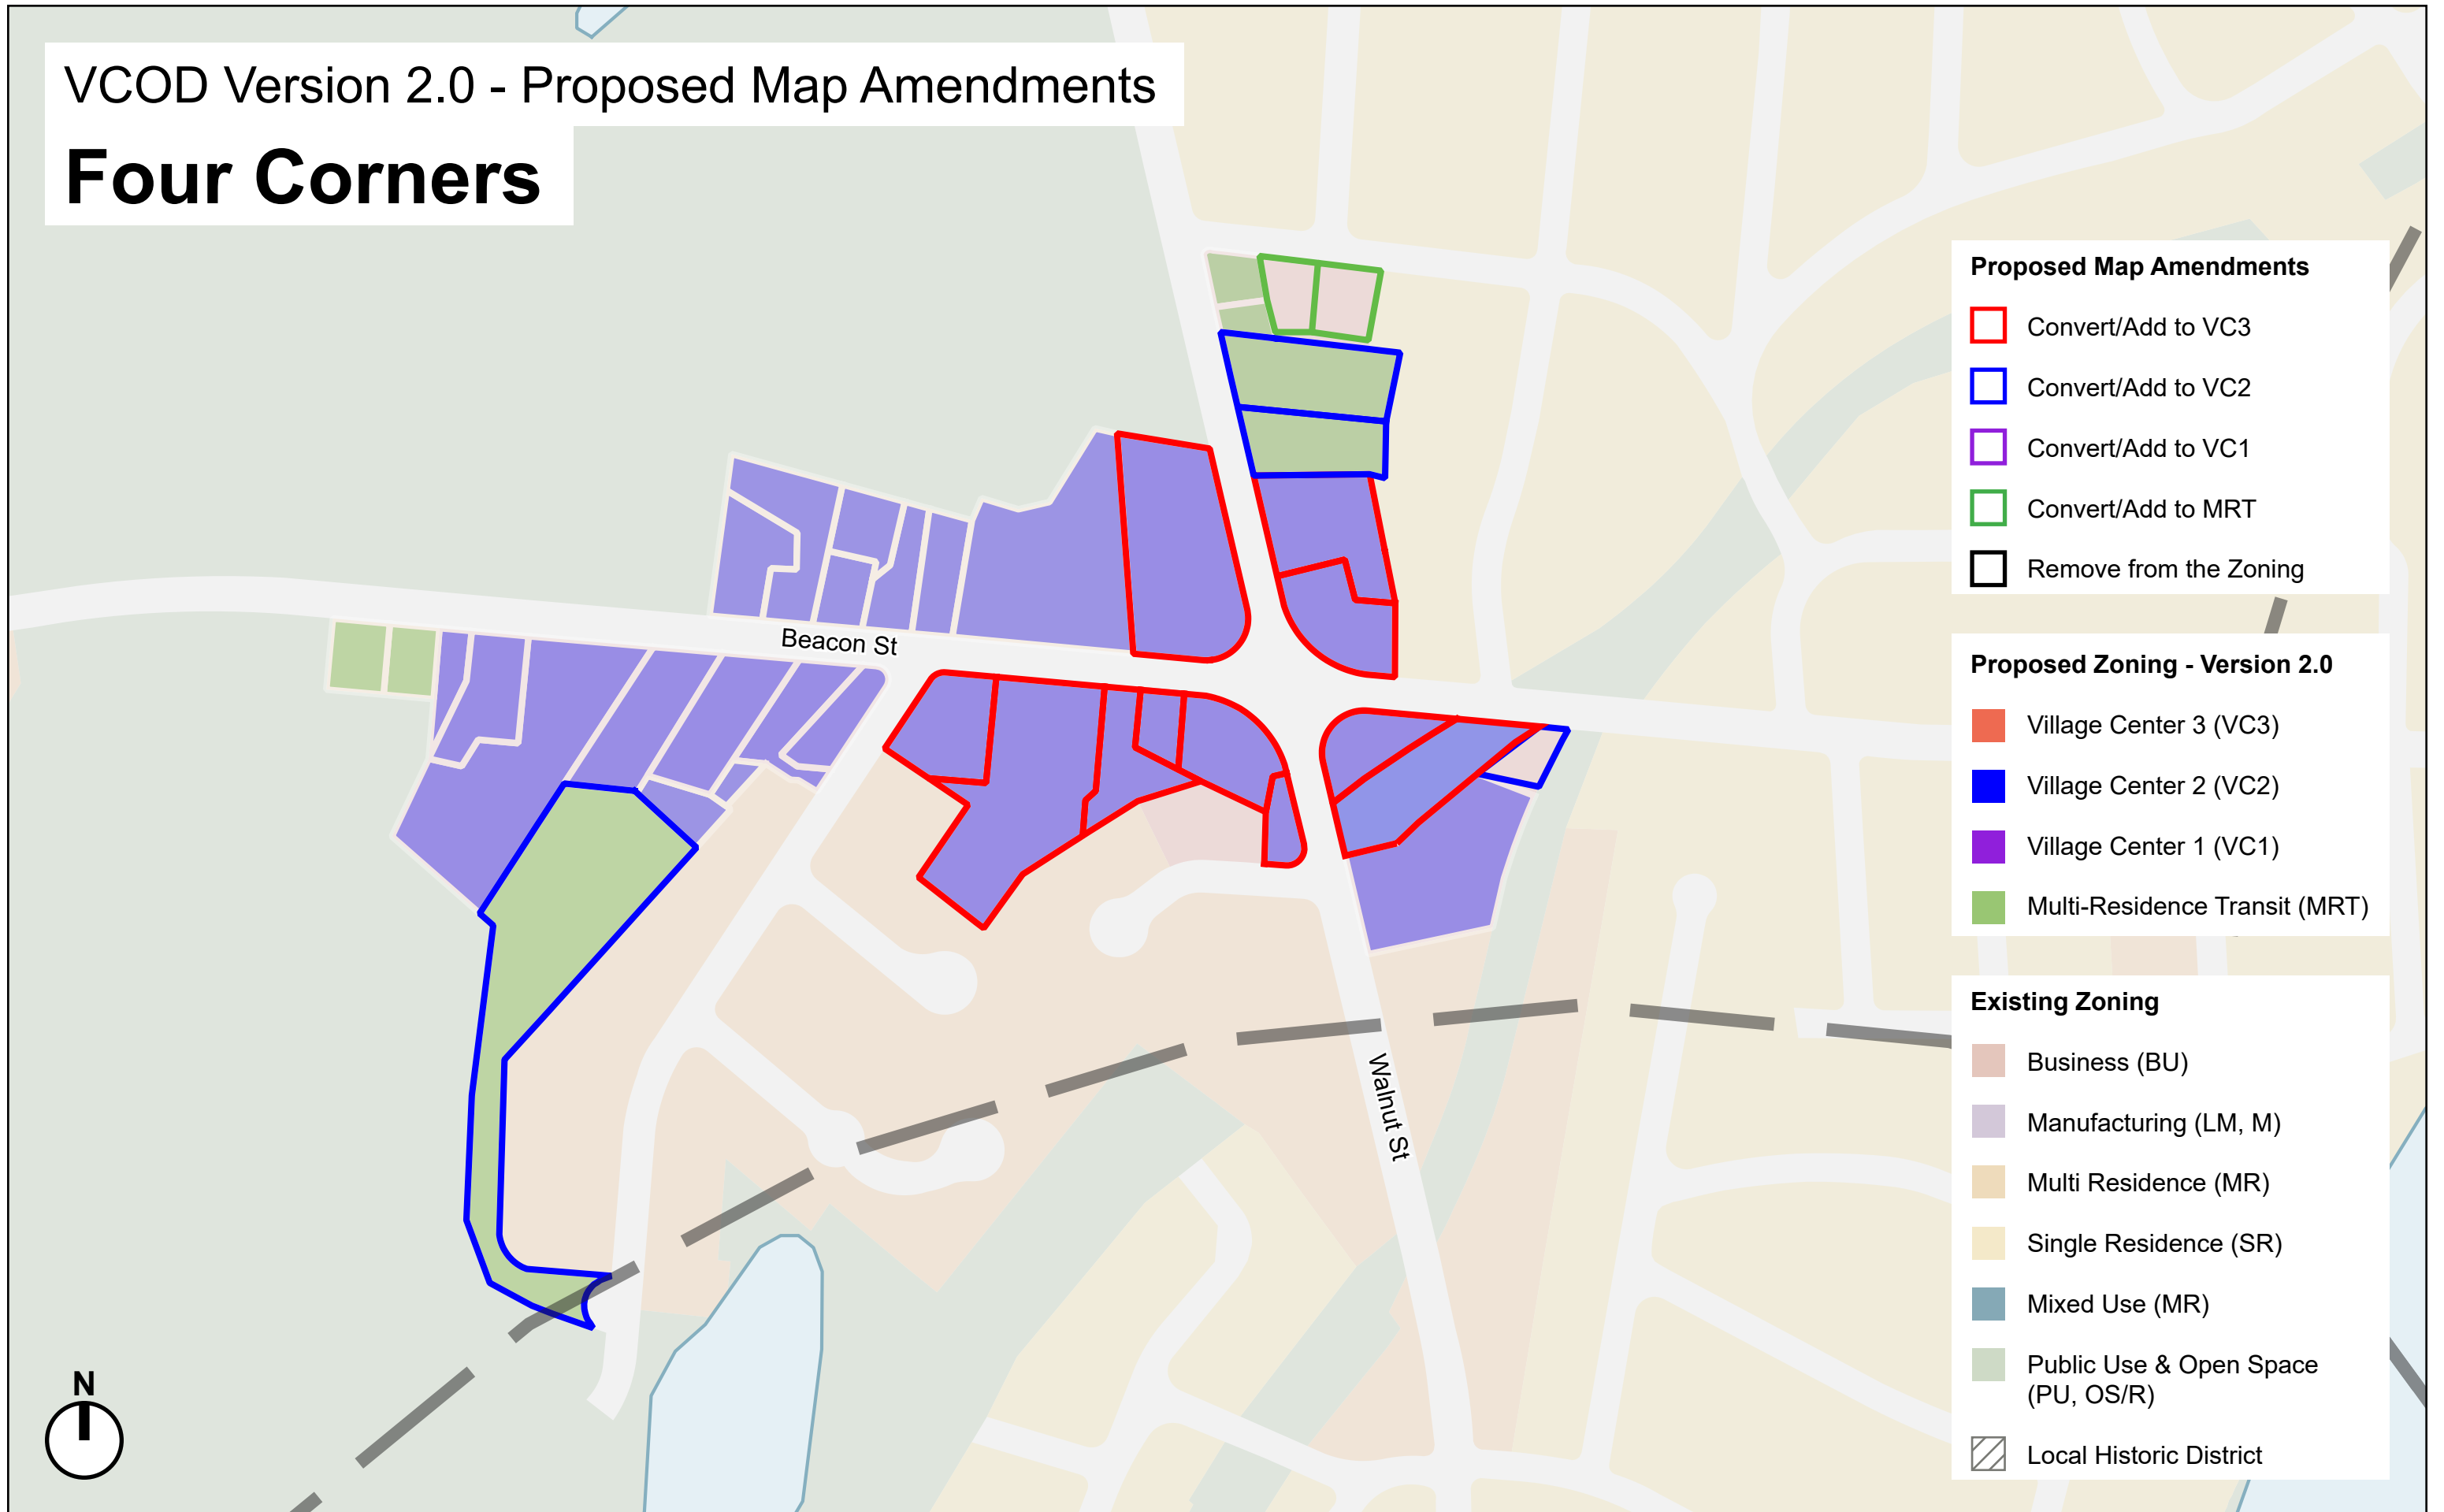 VCOD Version 2.0 - Proposed Map Amendments
Four Corners
Proposed Map Amendments
Convert/Add to VC3
Convert/Add to VC2
Convert/Add to VC1
Convert/Add to MRT
Remove from the Zoning
Proposed Zoning - Version 2.0
Village Center 3 (VC3)
Village Center 2 (VC2)
Village Center 1 (VC1)
Multi-Residence Transit (MRT)
Existing Zoning
Business (BU)
Manufacturing (LM, M)
Multi Residence (MR)
Single Residence (SR)
Mixed Use (MR)
Public Use & Open Space
(PU, OS/R)
Local Historic District
Beacon St
Walnut St
N